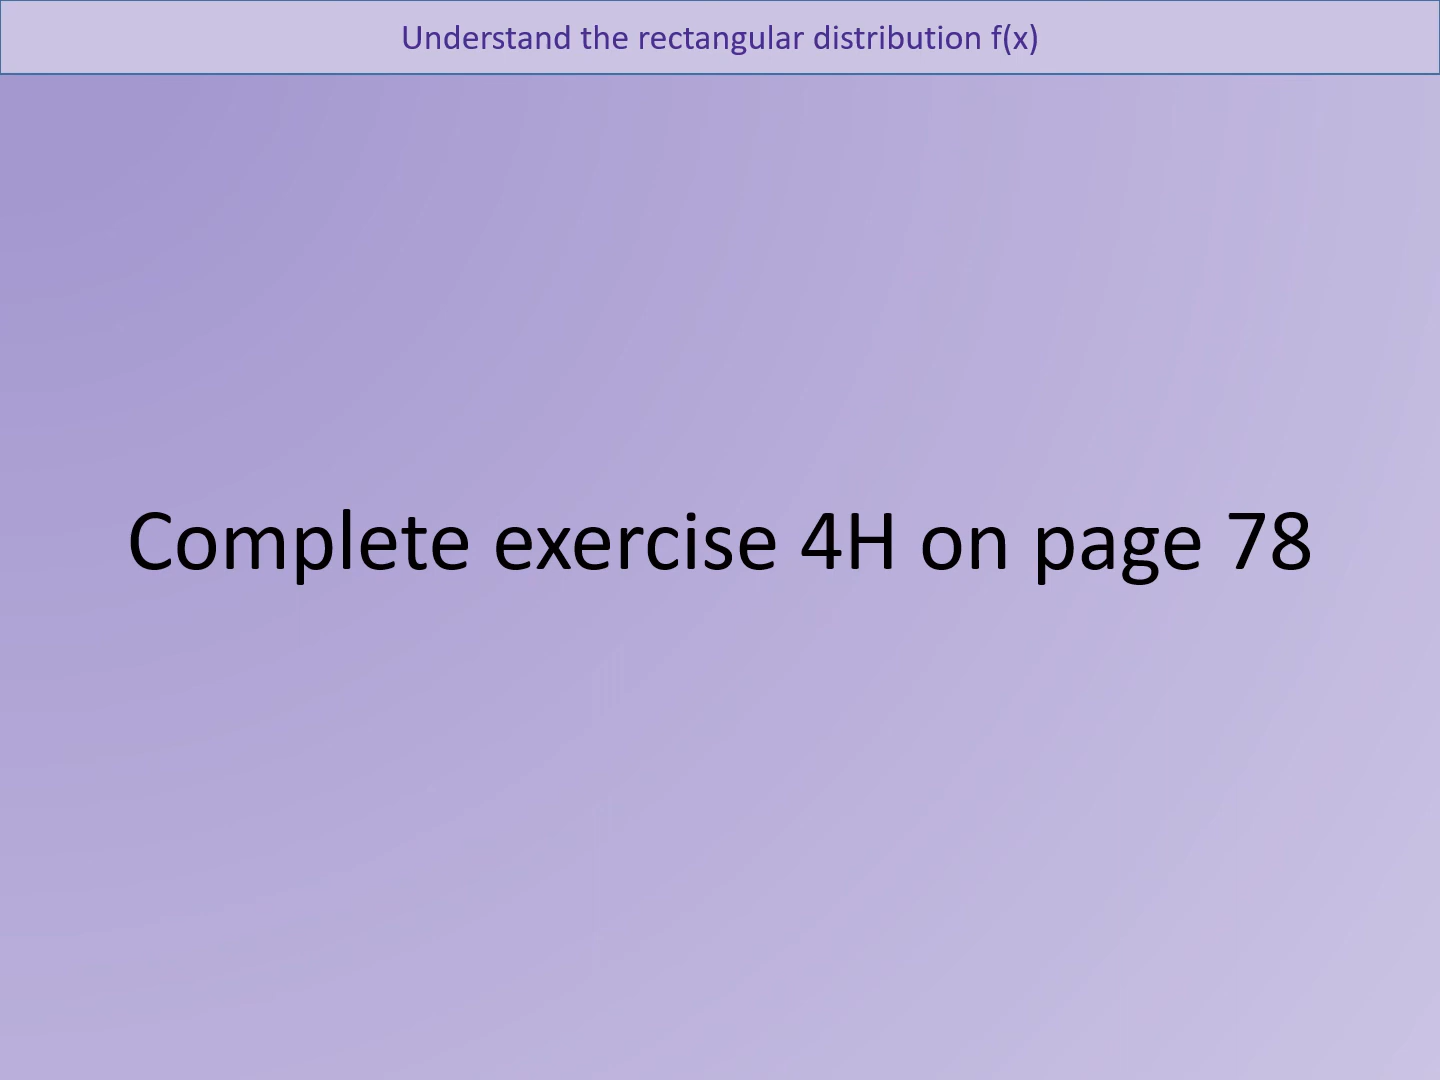 Understand the rectangular distribution f(x)
Complete exercise 4H on page 78